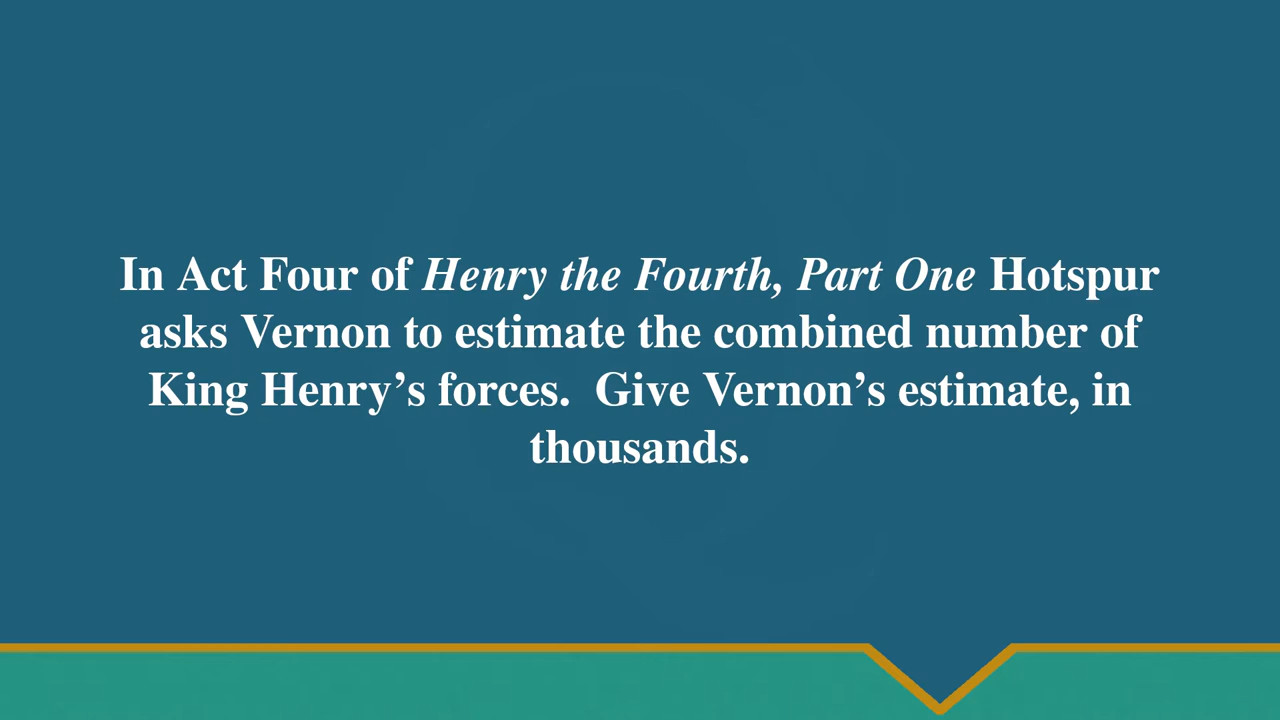 In Act Four of Henry the Fourth, Part One Hotspur
asks Vernon to estimate the combined number of
King Henry’s forces.  Give Vernon’s estimate, in
thousands.